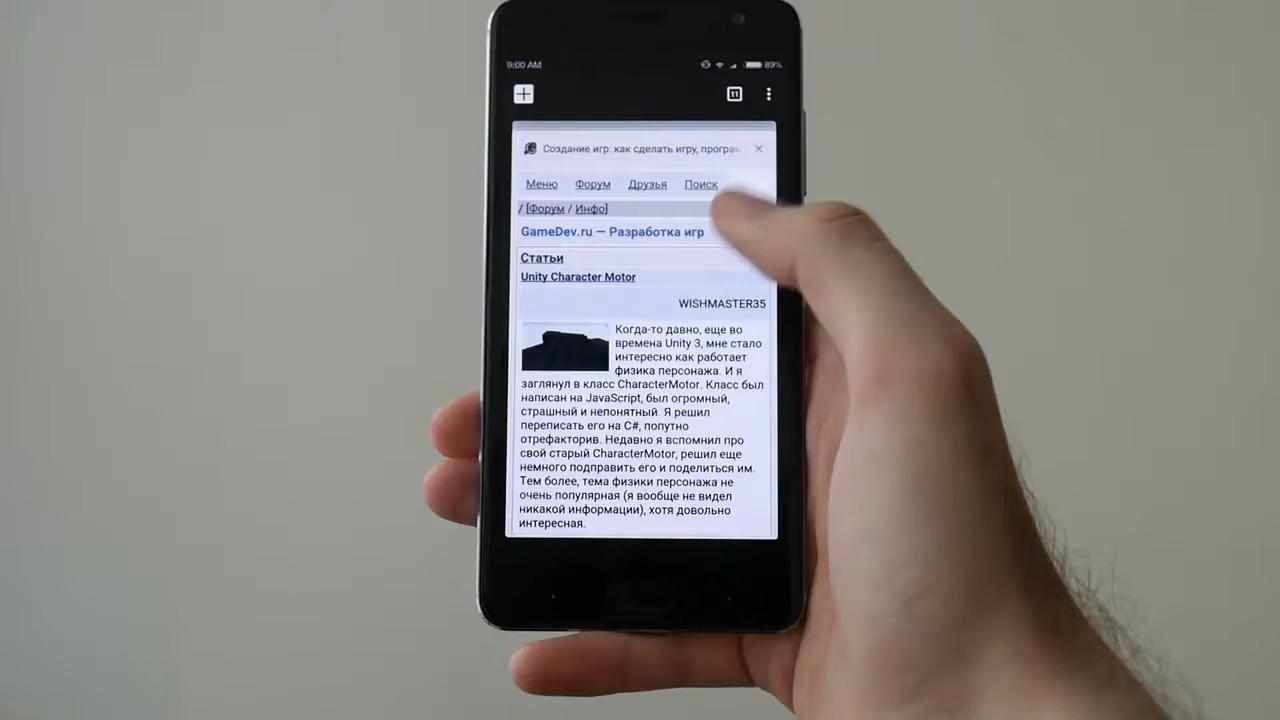 9:00 AM 89%
11
Создание игр: как сделать игру, програм
Меню Форум Друзья Поиск
/ [Форум / Инфо]
GameDev.ru — Разработка игр
Статьи
Unity Character Motor
WISHMASTER35
Когда-то давно, еще во
времена Unity 3, мне стало
интересно как работает
физика персонажа. И я
заглянул в класс CharacterMotor. Класс был
написан на JavaScript, был огромный,
страшный и непонятный. Я решил
переписать его на C#, попутно
отрефакторив. Недавно я вспомнил про
свой старый CharacterMotor, решил еще
немного подправить его и поделиться им.
Тем более, тема физики персонажа не
очень популярная (я вообще не видел
никакой информации), хотя довольно
интересная.